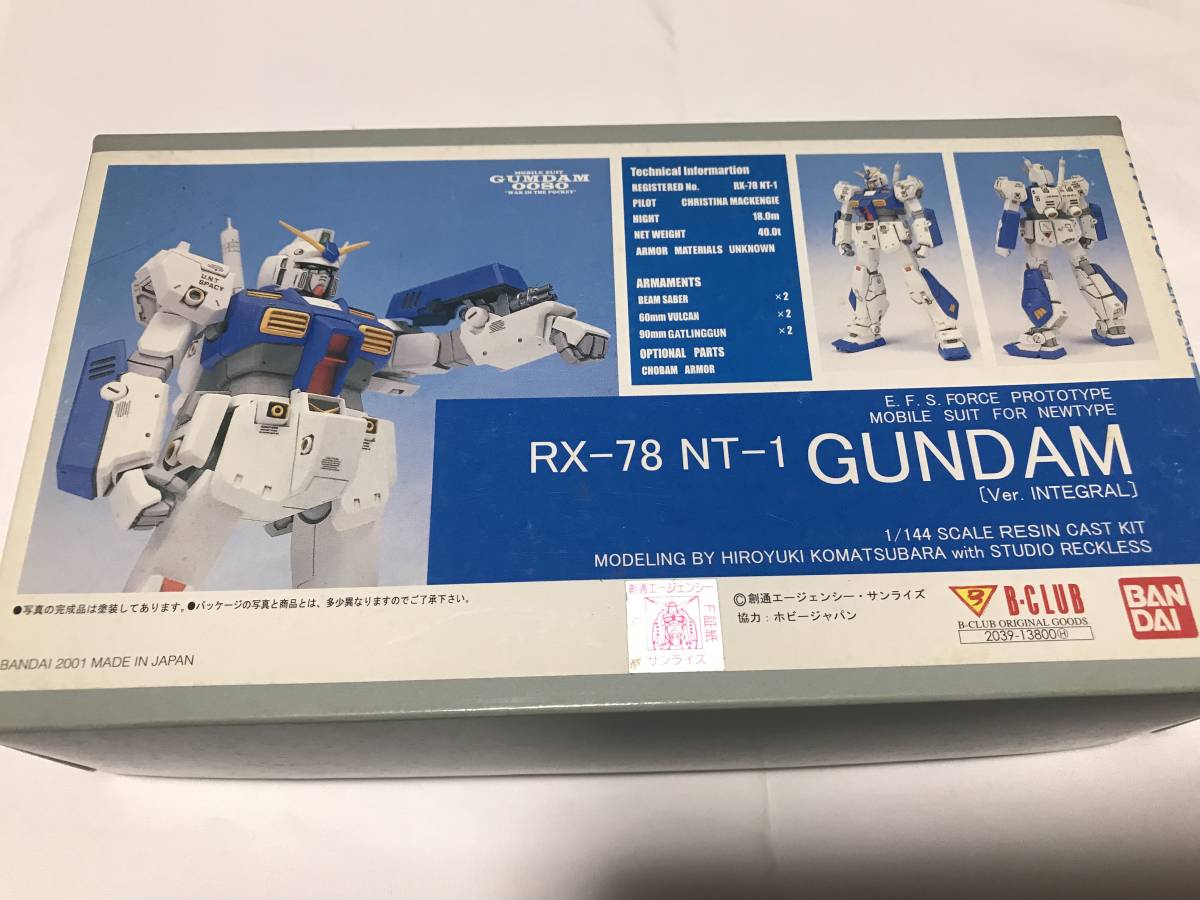 MOBILE SUIT
GUMDAM
0080
"WAR IN THE POCKET"
U.N.T
SPACY
Technical Informartion
REGISTERED No. RX-78 NT-1
PILOT CHRISTINA MACKENGIE
HIGHT 18.0m
NET WEIGHT 40.0t
ARMOR MATERIALS UNKNOWN
ARMAMENTS
BEAM SABER ×2
60mm VULCAN ×2
90mm GATLINGGUN ×2
OPTIONAL PARTS
CHOBAM ARMOR
E. F. S. FORCE PROTOTYPE
MOBILE SUIT FOR NEWTYPE
RX-78 NT-1 GUNDAM
[Ver. INTEGRAL]
1/144 SCALE RESIN CAST KIT
MODELING BY HIROYUKI KOMATSUBARA with STUDIO RECKLESS
●写真の完成品は塗装してあります。●パッケージの写真と商品とは、多少異なりますのでご了承下さい。
BANDAI 2001 MADE IN JAPAN
創通エージェンシー
F証紙
サンライズ
©創通エージェンシー・サンライズ
協力：ホビージャパン
B-CLUB
B-CLUB ORIGINAL GOODS
2039-13800Ⓗ
BAN
DAI